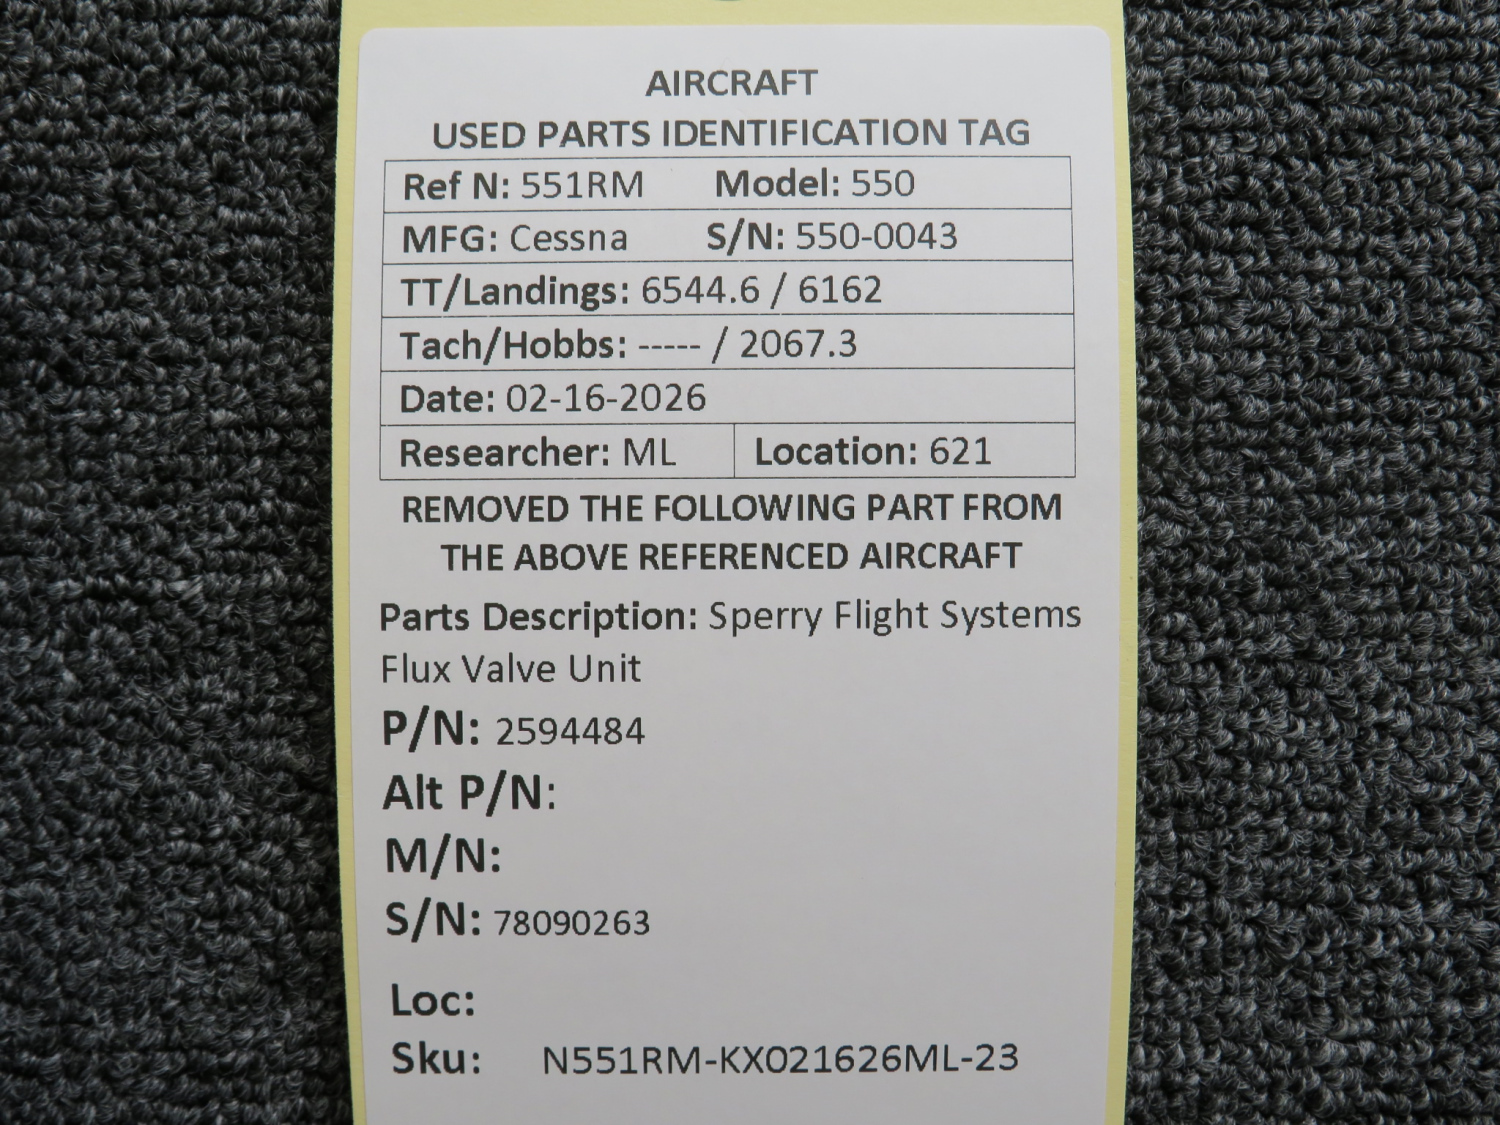 AIRCRAFT
USED PARTS IDENTIFICATION TAG
Ref N: 551RM Model: 550
MFG: Cessna S/N: 550-0043
TT/Landings: 6544.6 / 6162
Tach/Hobbs: ----- / 2067.3
Date: 02-16-2026
Researcher: ML Location: 621
REMOVED THE FOLLOWING PART FROM
THE ABOVE REFERENCED AIRCRAFT
Parts Description: Sperry Flight Systems
Flux Valve Unit
P/N: 2594484
Alt P/N:
M/N:
S/N: 78090263
Loc:
Sku: N551RM-KX021626ML-23